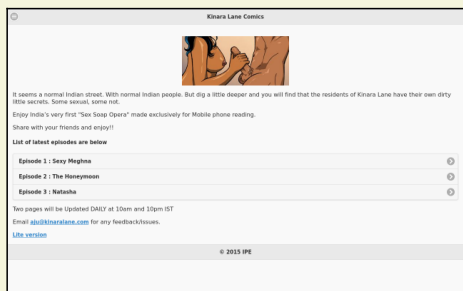 Kinara Lane Comics
It seems a normal Indian street. With normal Indian people. But dig a little deeper and you will find that the residents of Kinara Lane have their own dirty
little secrets. Some sexual, some not.
Enjoy India's very first "Sex Soap Opera" made exclusively for Mobile phone reading.
Share with your friends and enjoy!!
List of latest episodes are below
Episode 1 : Sexy Meghna
Episode 2 : The Honeymoon
Episode 3 : Natasha
Two pages will be Updated DAILY at 10am and 10pm IST
Email aju@kinaralane.com for any feedback/issues.
Lite version
© 2015 IPE